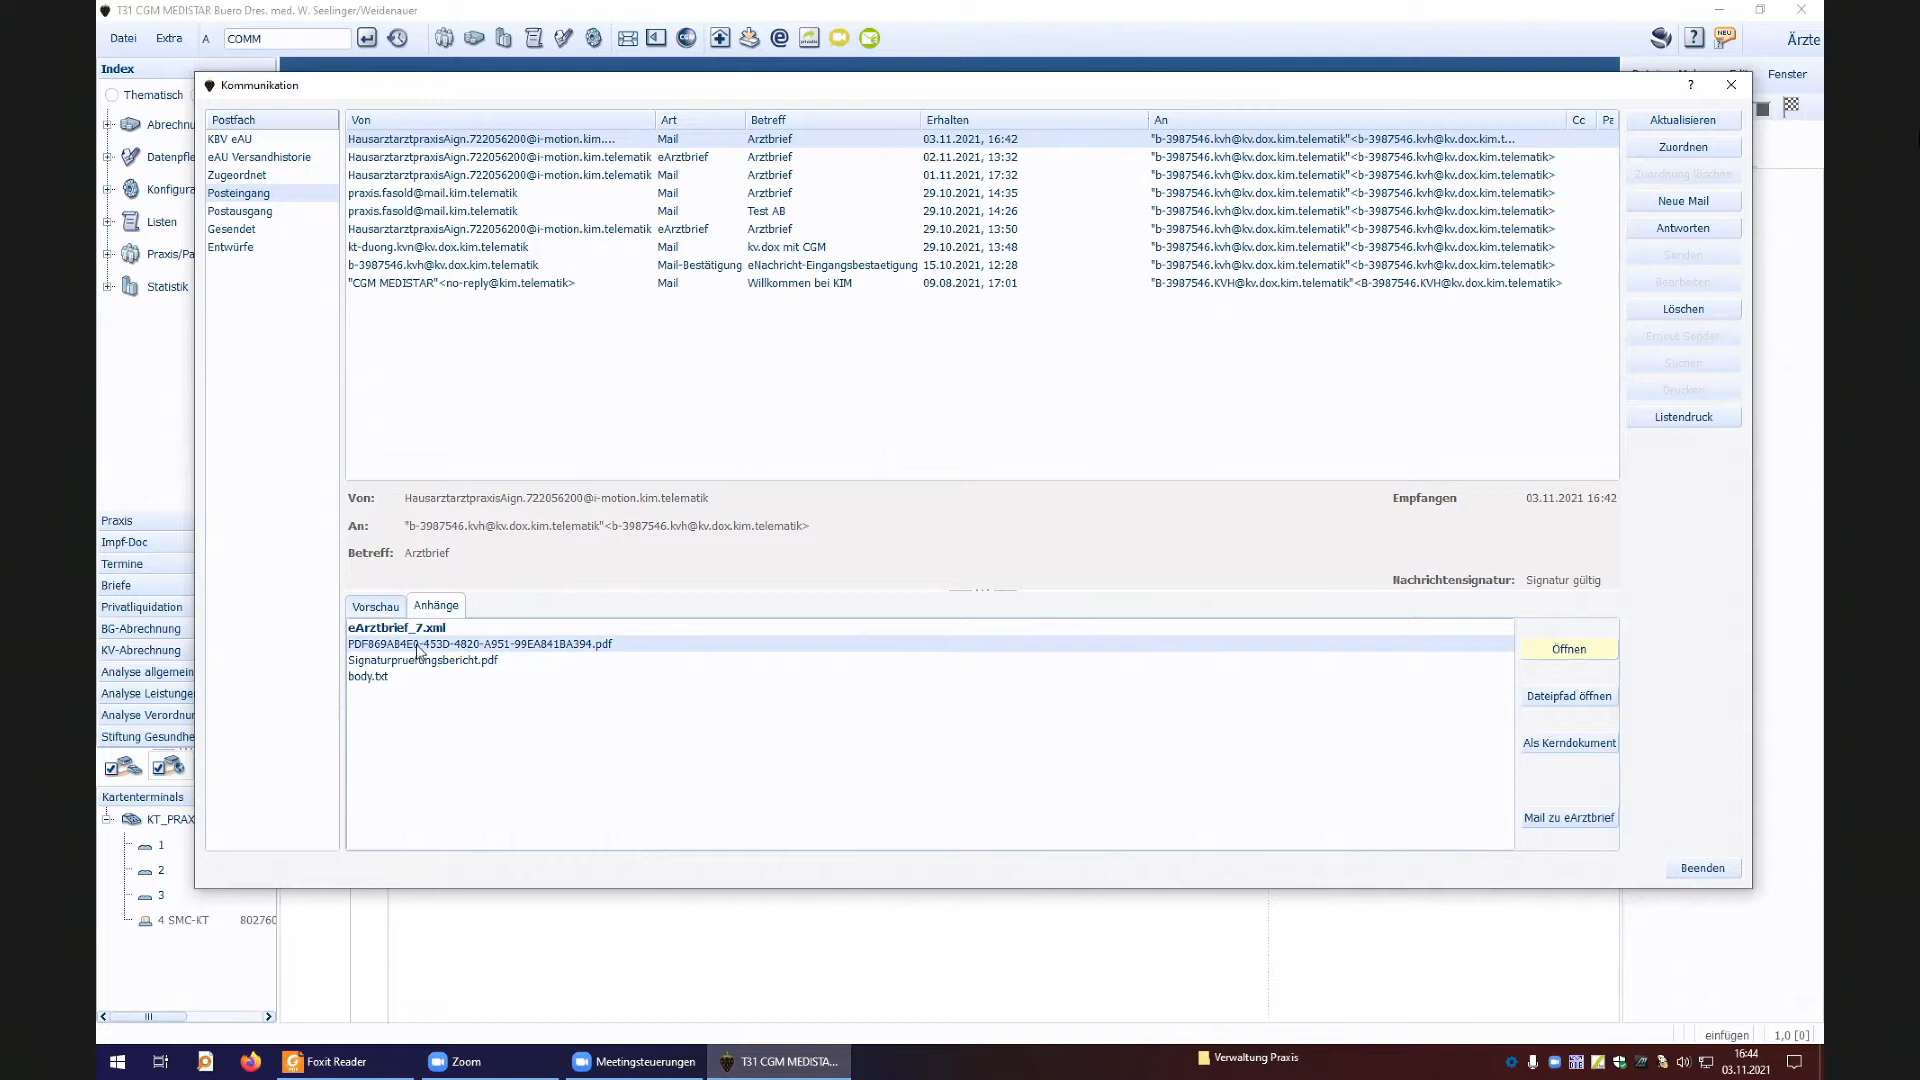 T31 CGM MEDISTAR Buero Dres. med. W. Seelinger/Weidenauer
Datei Extra A COMM
Ärzte
Index
Fenster
Thematisch
Abrechnu
Datenpfle
Konfigura
Listen
Praxis/Pa
Statistik
Kommunikation
? ×
Postfach
KBV eAU
eAU Versandhistorie
Zugeordnet
Posteingang
Postausgang
Gesendet
Entwürfe
Von Art Betreff Erhalten An Cc Pa
HausarztarztpraxisAign.722056200@i-motion.kim.... Mail Arztbrief 03.11.2021, 16:42 "b-3987546.kvh@kv.dox.kim.telematik"<b-3987546.kvh@kv.dox.kim.t...
HausarztarztpraxisAign.722056200@i-motion.kim.telematik eArztbrief Arztbrief 02.11.2021, 13:32 "b-3987546.kvh@kv.dox.kim.telematik"<b-3987546.kvh@kv.dox.kim.telematik>
HausarztarztpraxisAign.722056200@i-motion.kim.telematik Mail Arztbrief 01.11.2021, 17:32 "b-3987546.kvh@kv.dox.kim.telematik"<b-3987546.kvh@kv.dox.kim.telematik>
praxis.fasold@mail.kim.telematik Mail Arztbrief 29.10.2021, 14:35 "b-3987546.kvh@kv.dox.kim.telematik"<b-3987546.kvh@kv.dox.kim.telematik>
praxis.fasold@mail.kim.telematik Mail Test AB 29.10.2021, 14:26 "b-3987546.kvh@kv.dox.kim.telematik"<b-3987546.kvh@kv.dox.kim.telematik>
HausarztarztpraxisAign.722056200@i-motion.kim.telematik eArztbrief Arztbrief 29.10.2021, 13:50 "b-3987546.kvh@kv.dox.kim.telematik"<b-3987546.kvh@kv.dox.kim.telematik>
kt-duong.kvn@kv.dox.kim.telematik Mail kv.dox mit CGM 29.10.2021, 13:48 "b-3987546.kvh@kv.dox.kim.telematik"<b-3987546.kvh@kv.dox.kim.telematik>
b-3987546.kvh@kv.dox.kim.telematik Mail-Bestätigung eNachricht-Eingangsbestaetigung 15.10.2021, 12:28 "b-3987546.kvh@kv.dox.kim.telematik"<b-3987546.kvh@kv.dox.kim.telematik>
"CGM MEDISTAR"<no-reply@kim.telematik> Mail Willkommen bei KIM 09.08.2021, 17:01 "B-3987546.KVH@kv.dox.kim.telematik"<B-3987546.KVH@kv.dox.kim.telematik>
Aktualisieren
Zuordnen
Zuordnung löschen
Neue Mail
Antworten
Senden
Bearbeiten
Löschen
Erneut Senden
Suchen
Drucken
Listendruck
Von: HausarztarztpraxisAign.722056200@i-motion.kim.telematik Empfangen 03.11.2021 16:42
An: "b-3987546.kvh@kv.dox.kim.telematik"<b-3987546.kvh@kv.dox.kim.telematik>
Betreff: Arztbrief
Nachrichtensignatur: Signatur gültig
Vorschau Anhänge
eArztbrief_7.xml
PDF869AB4E0-453D-4820-A951-99EA841BA394.pdf
Signaturpruefungsbericht.pdf
body.txt
Öffnen
Dateipfad öffnen
Als Kerndokument
Mail zu eArztbrief
Beenden
Praxis
Impf-Doc
Termine
Briefe
Privatliquidation
BG-Abrechnung
KV-Abrechnung
Analyse allgemein
Analyse Leistungen
Analyse Verordnun
Stiftung Gesundhe
Kartenterminals
KT_PRAX
1
2
3
4 SMC-KT 802760
einfügen 1,0 [0]
Foxit Reader Zoom Meetingsteuerungen T31 CGM MEDISTA... Verwaltung Praxis
16:44
03.11.2021